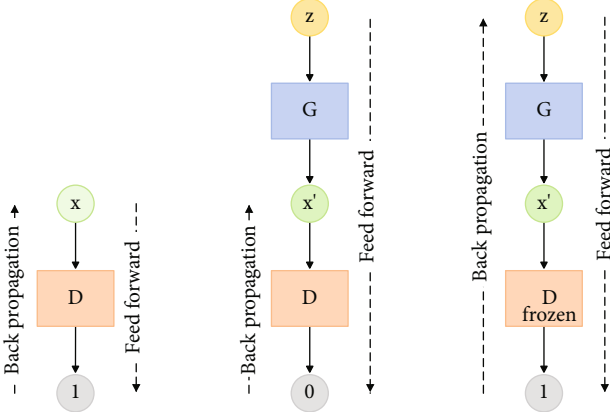 x
D
1
Back propagation
Feed forward
z
G
x'
D
0
Back propagation
Feed forward
z
G
x'
D
frozen
1
Back propagation
Feed forward